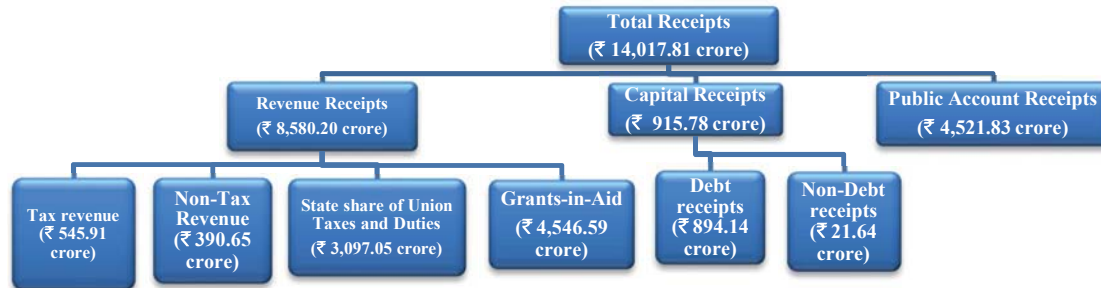 Total Receipts
(₹ 14,017.81 crore)
Revenue Receipts
(₹ 8,580.20 crore)
Capital Receipts
(₹ 915.78 crore)
Public Account Receipts
(₹ 4,521.83 crore)
Tax revenue
(₹ 545.91
crore)
Non-Tax
Revenue
(₹ 390.65
crore)
State share of Union
Taxes and Duties
(₹ 3,097.05 crore)
Grants-in-Aid
(₹ 4,546.59
crore)
Debt
receipts
(₹ 894.14
crore)
Non-Debt
receipts
(₹ 21.64
crore)